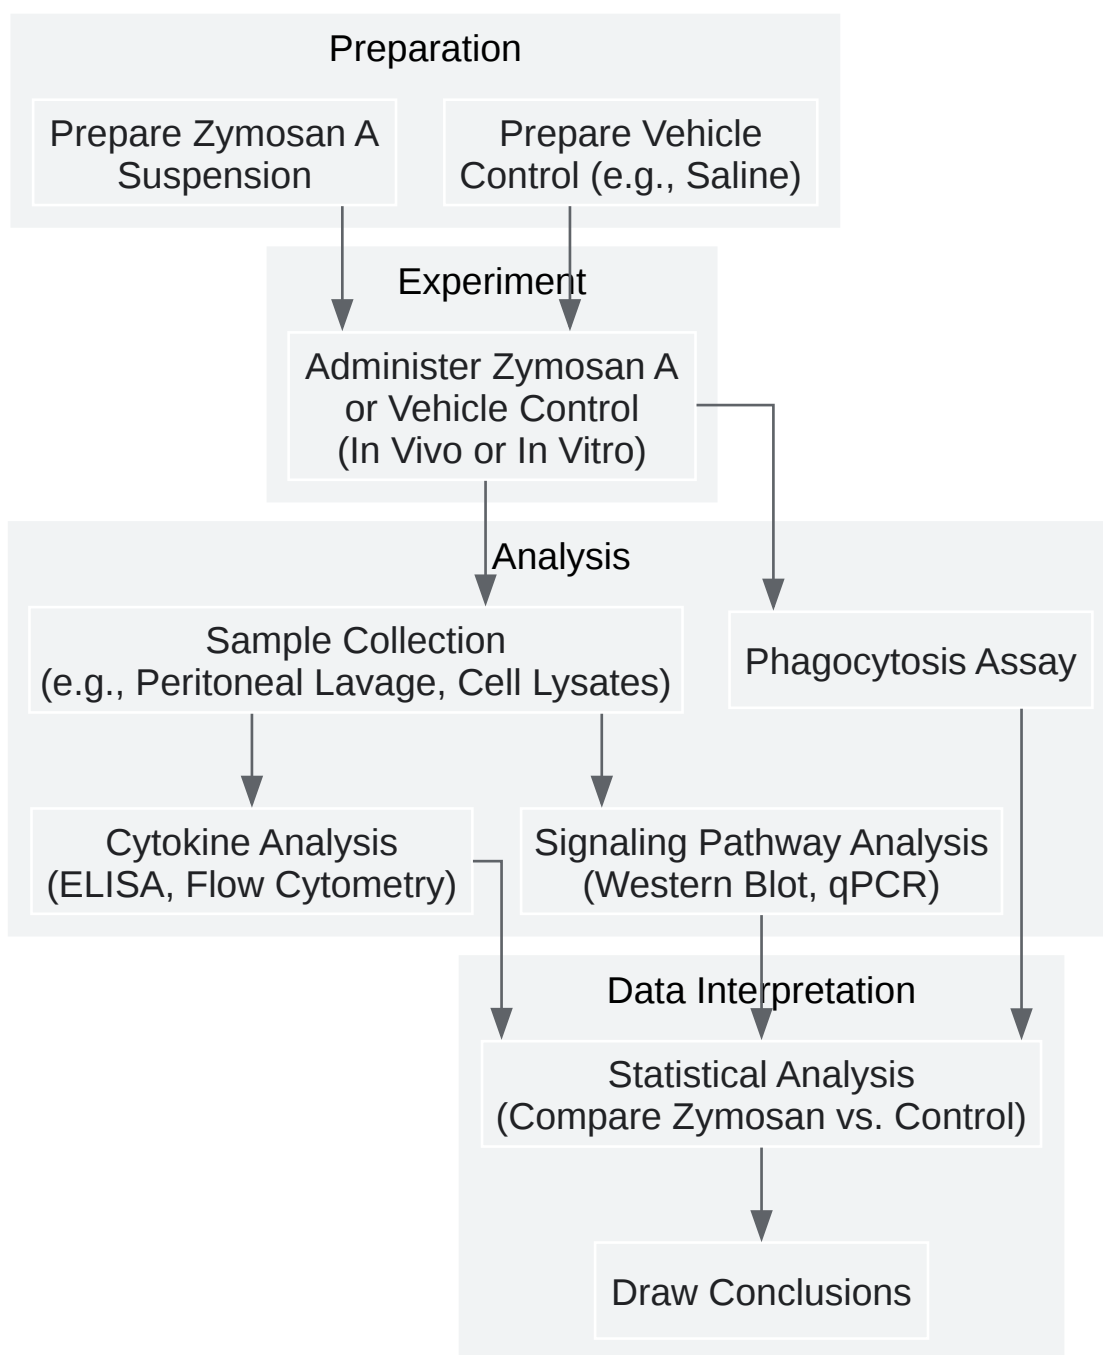 Preparation
Prepare Zymosan A
Suspension
Prepare Vehicle
Control (e.g., Saline)
Experiment
Administer Zymosan A
or Vehicle Control
(In Vivo or In Vitro)
Analysis
Sample Collection
(e.g., Peritoneal Lavage, Cell Lysates)
Phagocytosis Assay
Cytokine Analysis
(ELISA, Flow Cytometry)
Signaling Pathway Analysis
(Western Blot, qPCR)
Data Interpretation
Statistical Analysis
(Compare Zymosan vs. Control)
Draw Conclusions